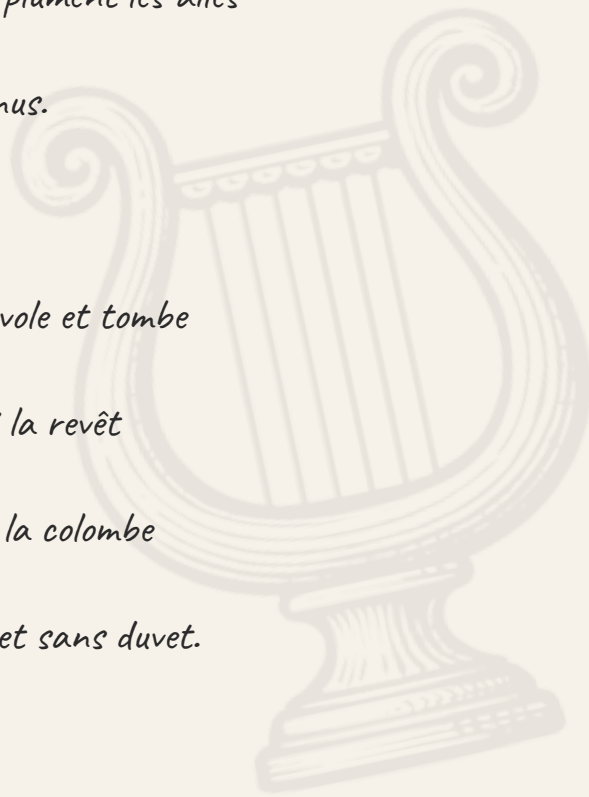 plument les ailes
nus.
vole et tombe
la revêt
la colombe
et sans duvet.